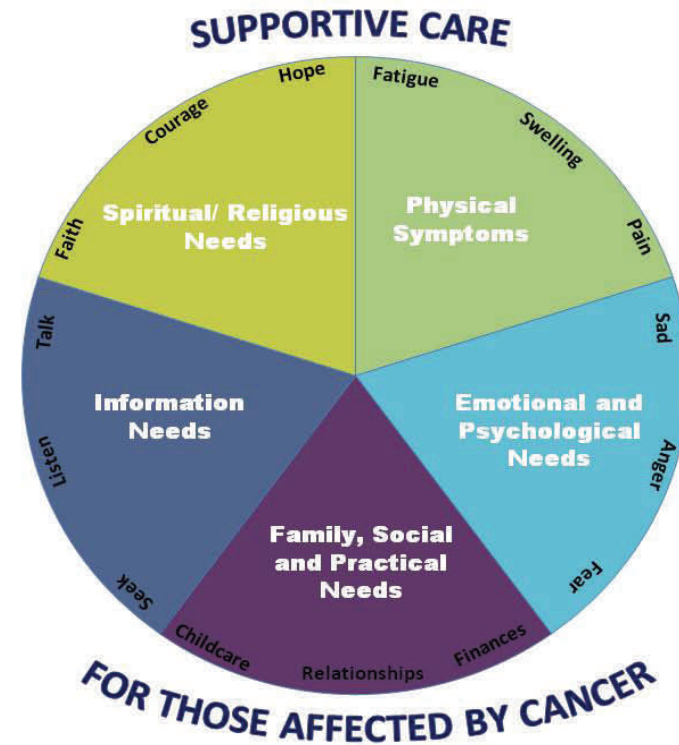 SUPPORTIVE CARE
Hope
Courage
Faith
Spiritual/ Religious
Needs
Fatigue
Swelling
Pain
Physical
Symptoms
Sad
Anger
Fear
Emotional and
Psychological
Needs
Finances
Relationships
Childcare
Family, Social
and Practical
Needs
Seek
Listen
Talk
Information
Needs
FOR THOSE AFFECTED BY CANCER